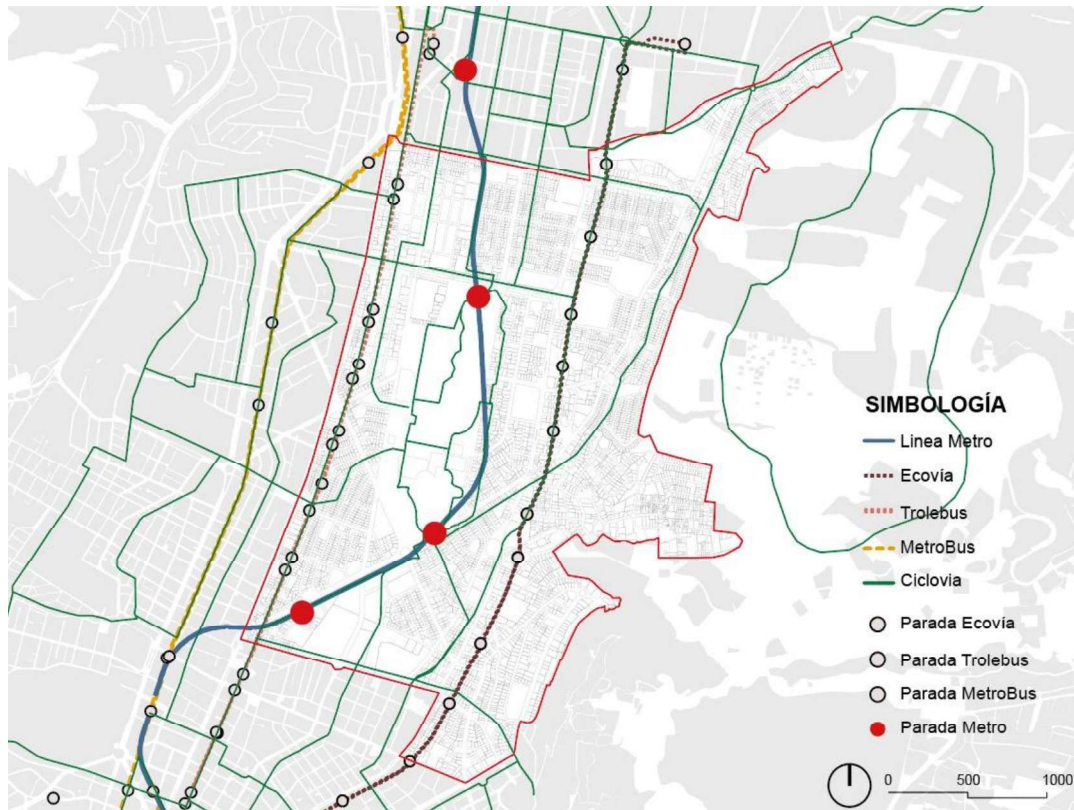 SIMBOLOGÍA
Linea Metro
Ecovía
Trolebus
MetroBus
Ciclovia
Parada Ecovía
Parada Trolebus
Parada MetroBus
Parada Metro
0 500 1000